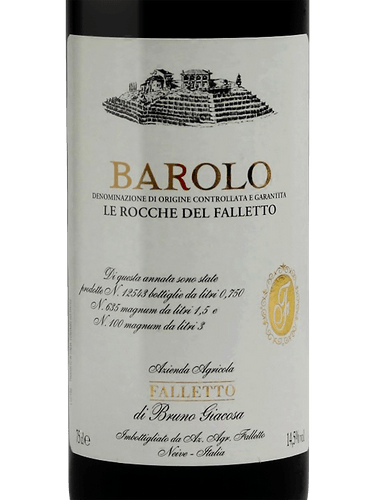 BAROLO
DENOMINAZIONE DI ORIGINE CONTROLLATA E GARANTITA
LE ROCCHE DEL FALLETTO
Di questa annata sono state
prodotte N. 12543 bottiglie da litri 0,750
N. 635 magnum da litri 1,5 e
N. 100 magnum da litri 3
Azienda Agricola
FALLETTO
di Bruno Giacosa
75cl e
Imbottigliato da Az. Agr. Falletto
14,5%vol
Neive - Italia